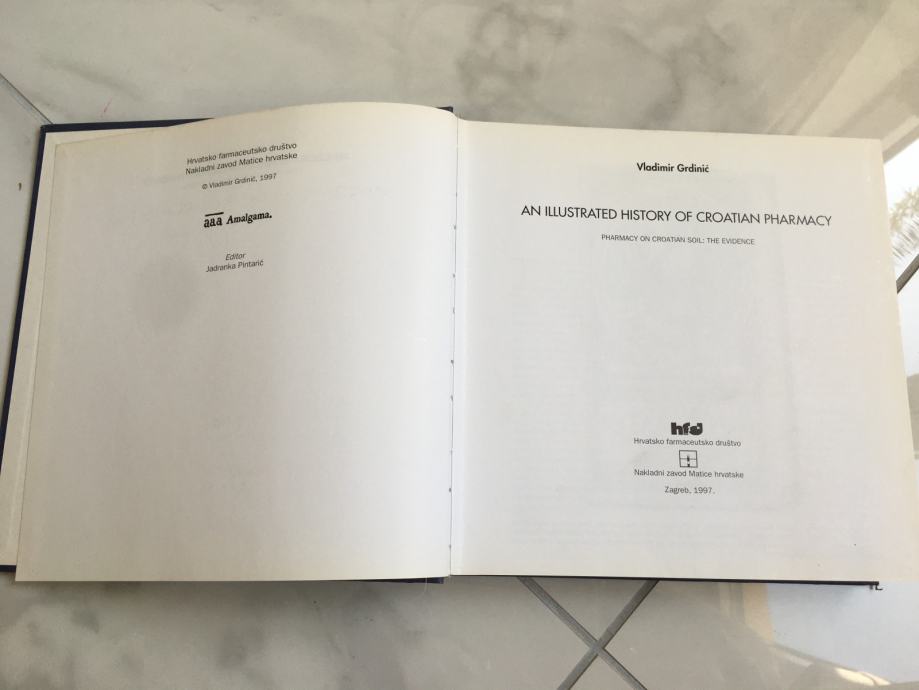 Hrvatsko farmaceutsko društvo
Nakladni zavod Matice hrvatske
© Vladimir Grdinić, 1997
aaa Amalgama.
Editor
Jadranka Pintarić
Vladimir Grdinić
AN ILLUSTRATED HISTORY OF CROATIAN PHARMACY
PHARMACY ON CROATIAN SOIL: THE EVIDENCE
hfd
Hrvatsko farmaceutsko društvo
Nakladni zavod Matice hrvatske
Zagreb, 1997.